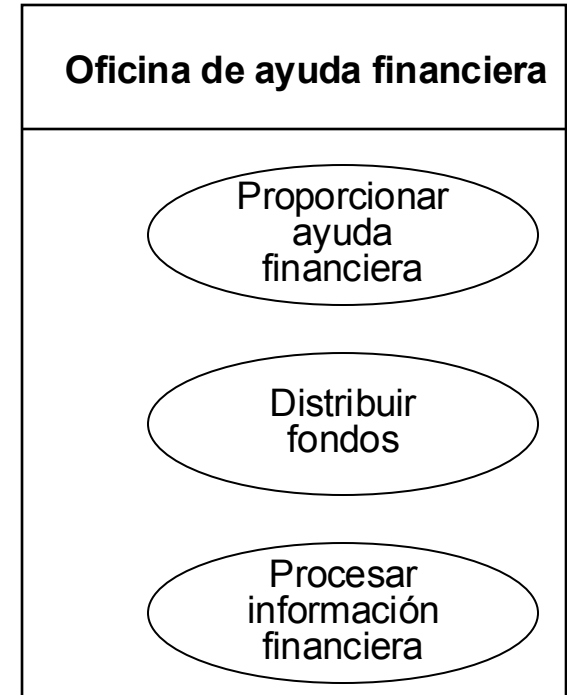 Oficina de ayuda financiera
Proporcionar
ayuda
financiera
Distribuir
fondos
Procesar
información
financiera